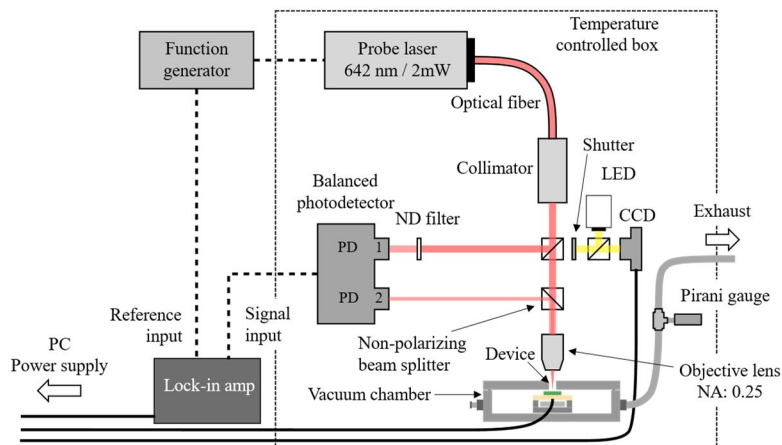 Temperature
controlled box
Function
generator
Probe laser
642 nm / 2mW
Optical fiber
Collimator
Shutter
LED
CCD
Exhaust
Balanced
photodetector
ND filter
PD 1
PD 2
Pirani gauge
Reference
input
Signal
input
Non-polarizing
beam splitter
PC
Power supply
Lock-in amp
Device
Vacuum chamber
Objective lens
NA: 0.25